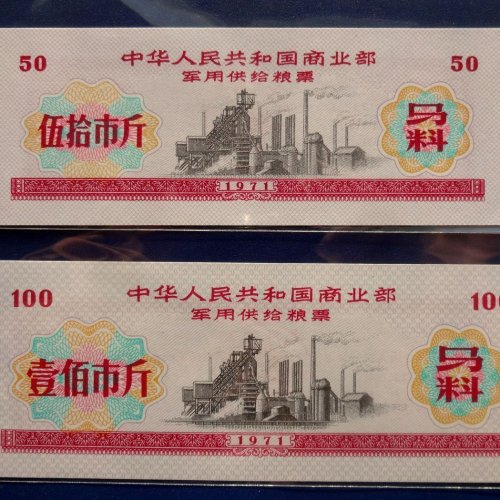 50 中华人民共和国商业部 50
军用供给粮票
伍拾市斤 马料
1971
100 中华人民共和国商业部 100
军用供给粮票
壹佰市斤 马料
1971